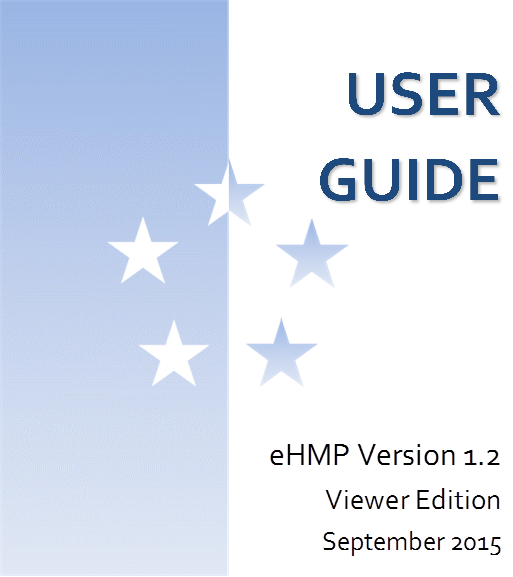 USER
GUIDE
eHMP Version 1.2
Viewer Edition
September 2015